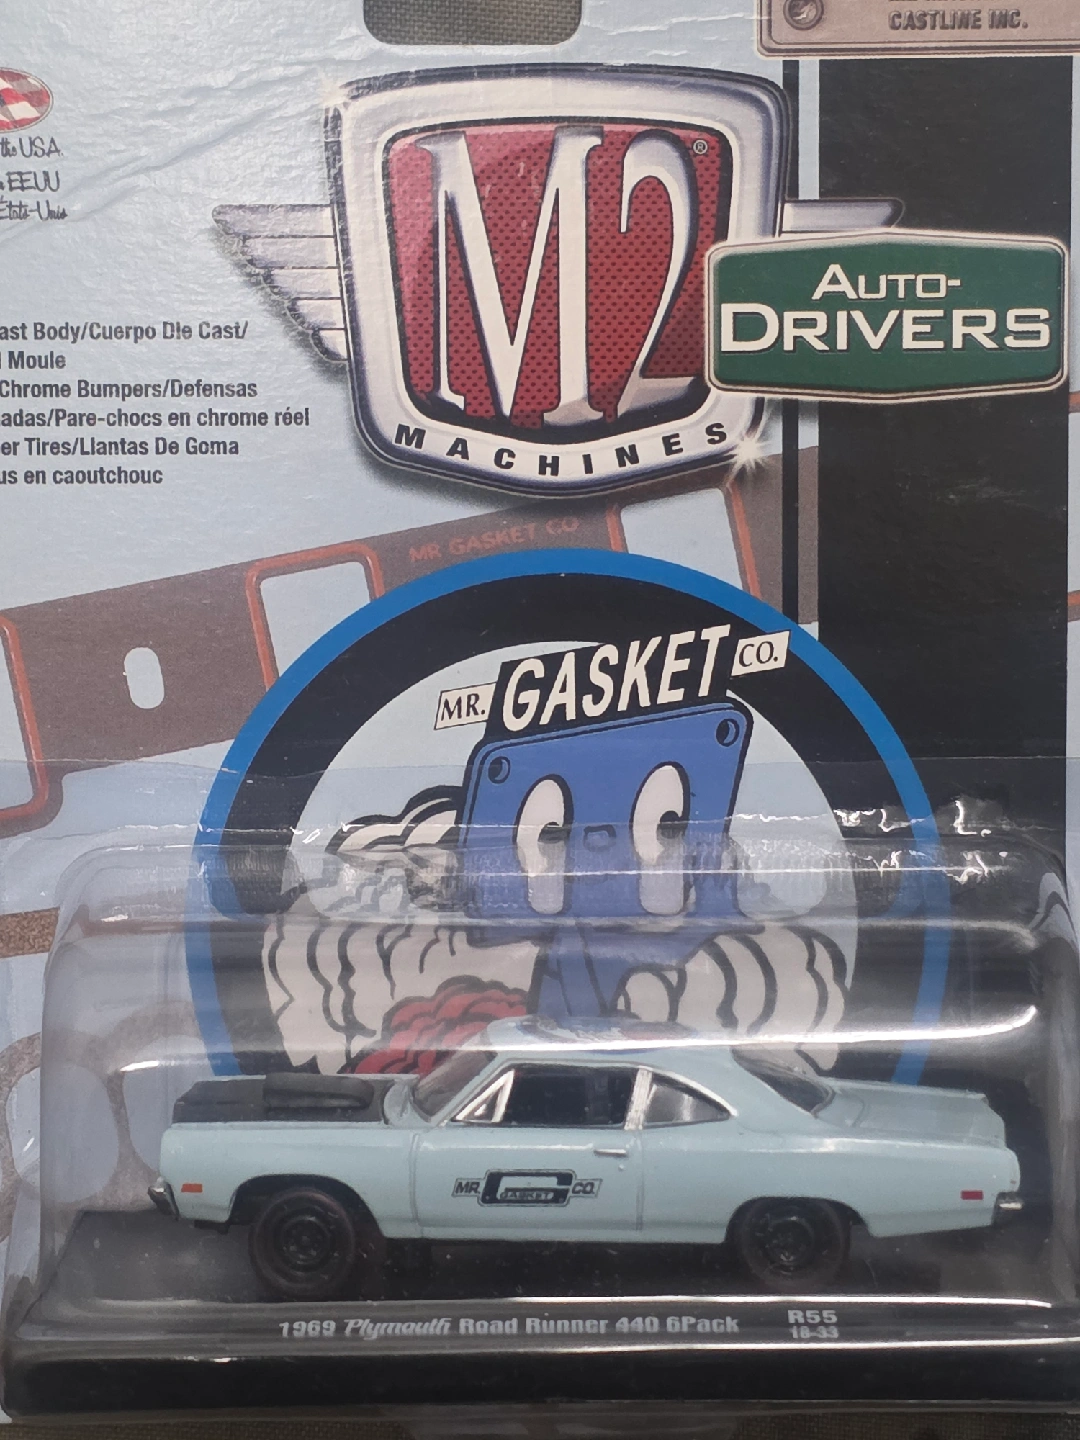 CASTLINE INC.
the USA
EEUU
États-Unis
M2®
AUTO-
DRIVERS
MACHINES
ast Body/Cuerpo Die Cast/
Moule
Chrome Bumpers/Defensas
adas/Pare-chocs en chrome réel
er Tires/Llantas De Goma
us en caoutchouc
MR GASKET CO
MR. GASKET CO.
MR. GASKET CO.
1969 Plymouth Road Runner 440 6Pack R55
18-33